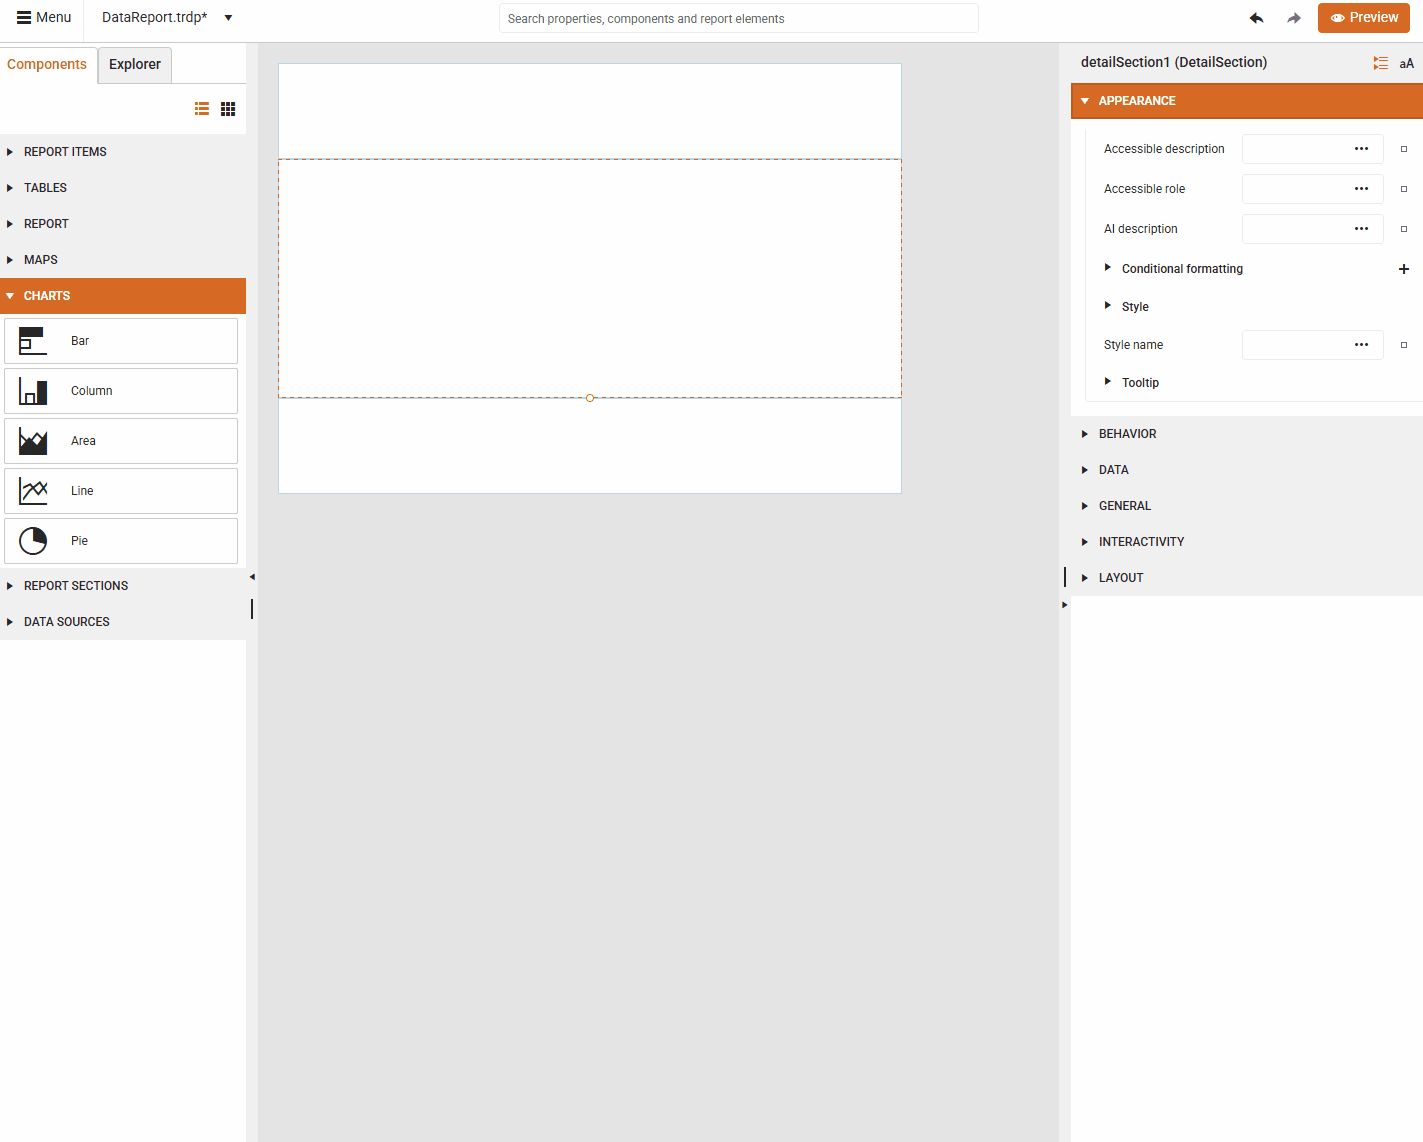 Menu
DataReport.trdp*
Search properties, components and report elements
Preview
Components
Explorer
REPORT ITEMS
TABLES
REPORT
MAPS
CHARTS
Bar
Column
Area
Line
Pie
REPORT SECTIONS
DATA SOURCES
detailSection1 (DetailSection)
aA
APPEARANCE
Accessible description
Accessible role
AI description
Conditional formatting
Style
Style name
Tooltip
BEHAVIOR
DATA
GENERAL
INTERACTIVITY
LAYOUT